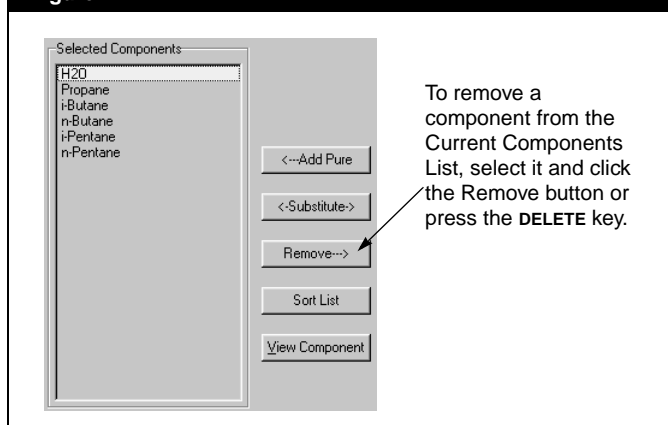 Selected Components
H2O
Propane
i-Butane
n-Butane
i-Pentane
n-Pentane
<---Add Pure
<-Substitute->
Remove--->
Sort List
View Component
To remove a
component from the
Current Components
List, select it and click
the Remove button or
press the DELETE key.